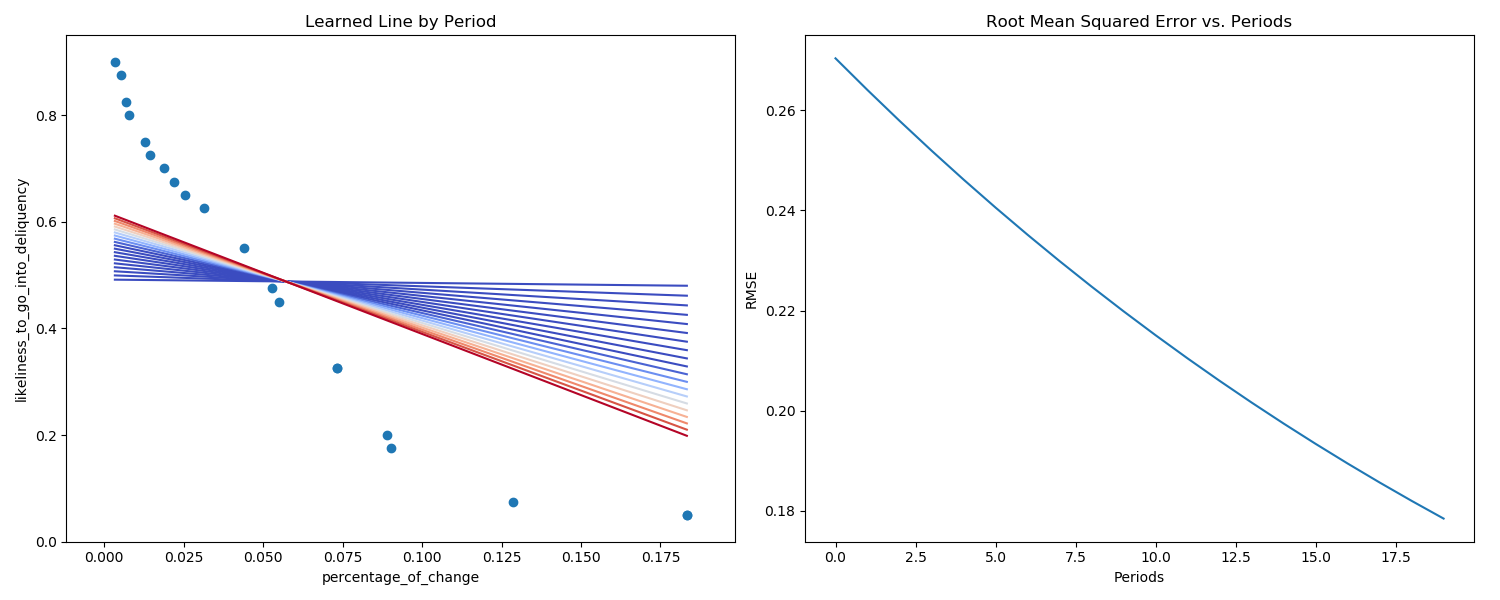 Learned Line by Period
likeliness_to_go_into_deliquency
0.8
0.6
0.4
0.2
0.0
0.000 0.025 0.050 0.075 0.100 0.125 0.150 0.175
percentage_of_change
Root Mean Squared Error vs. Periods
RMSE
0.26
0.24
0.22
0.20
0.18
0.0 2.5 5.0 7.5 10.0 12.5 15.0 17.5
Periods